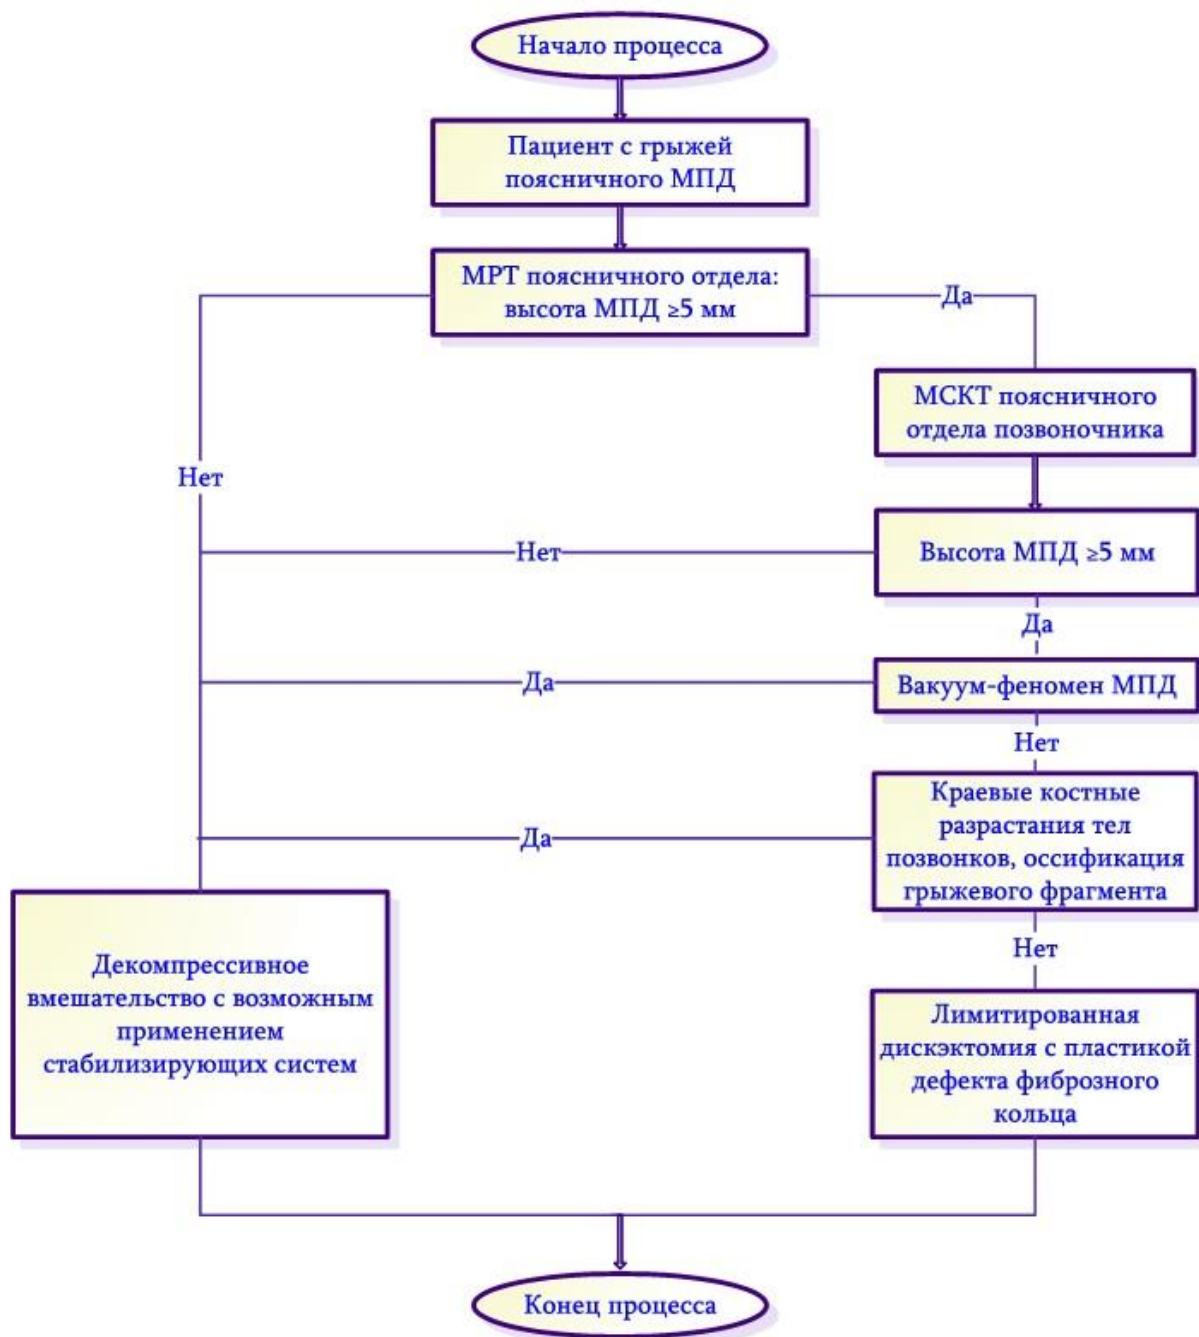 Начало процесса
Пациент с грыжей
поясничного МПД
МРТ поясничного отдела:
высота МПД ≥5 мм
Да
МСКТ поясничного
отдела позвоночника
Нет
Нет
Высота МПД ≥5 мм
Да
Да
Вакуум-феномен МПД
Нет
Да
Краевые костные
разрастания тел
позвонков, оссификация
грыжевого фрагмента
Нет
Декомпрессивное
вмешательство с возможным
применением
стабилизирующих систем
Лимитированная
дискэктомия с пластикой
дефекта фиброзного
кольца
Конец процесса